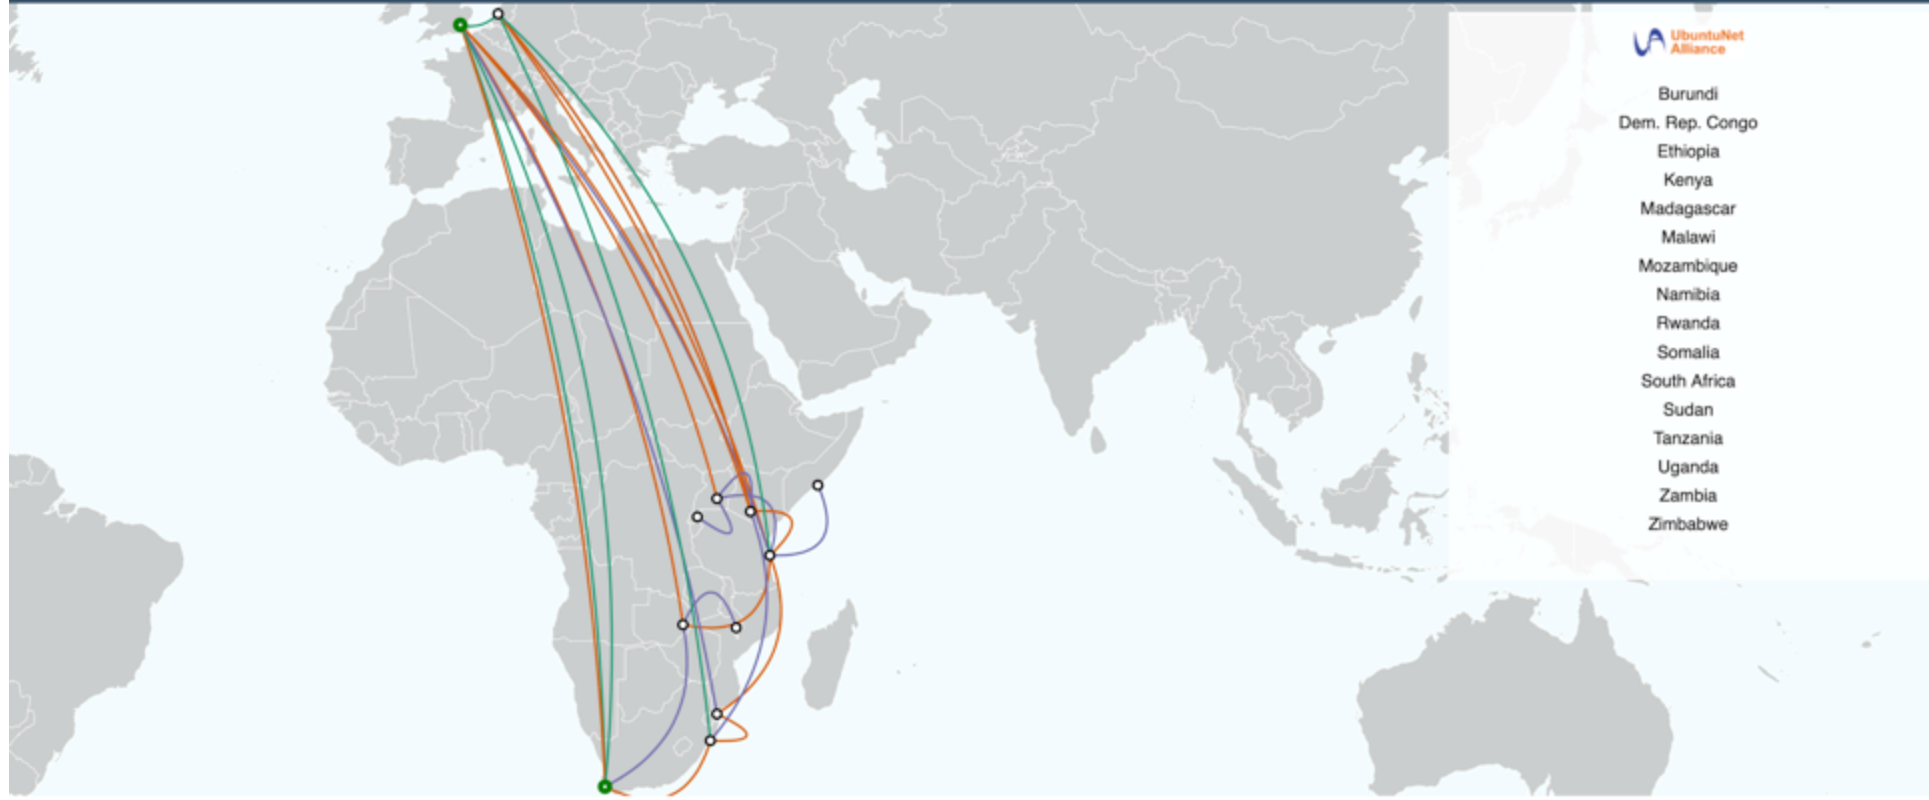 UbuntuNet
Alliance
Burundi
Dem. Rep. Congo
Ethiopia
Kenya
Madagascar
Malawi
Mozambique
Namibia
Rwanda
Somalia
South Africa
Sudan
Tanzania
Uganda
Zambia
Zimbabwe